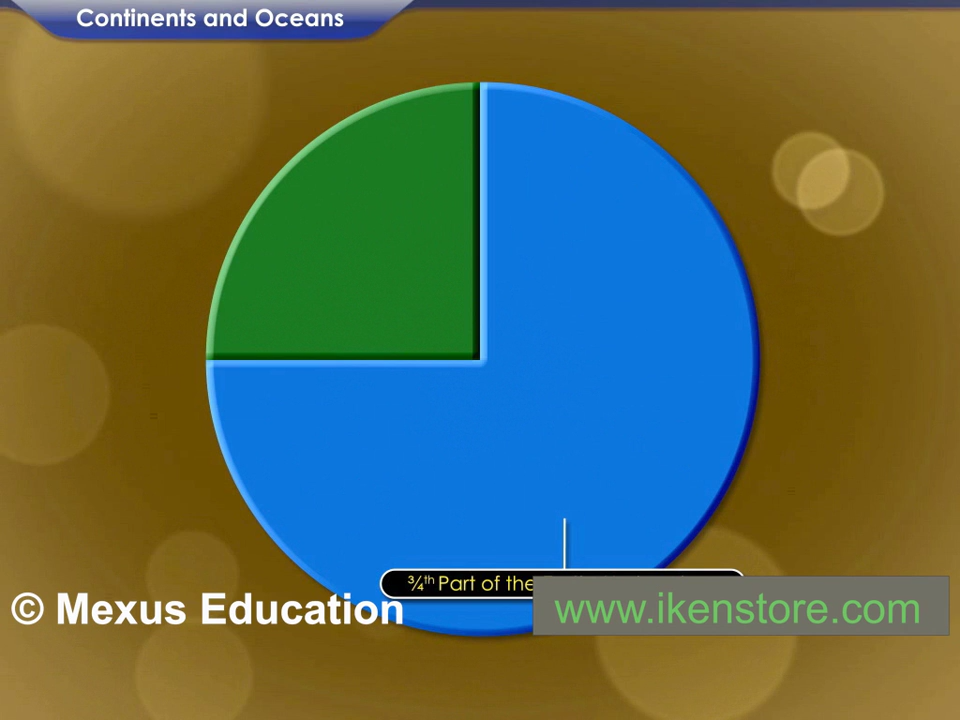 Continents and Oceans
¾th Part of the
© Mexus Education
www.ikenstore.com